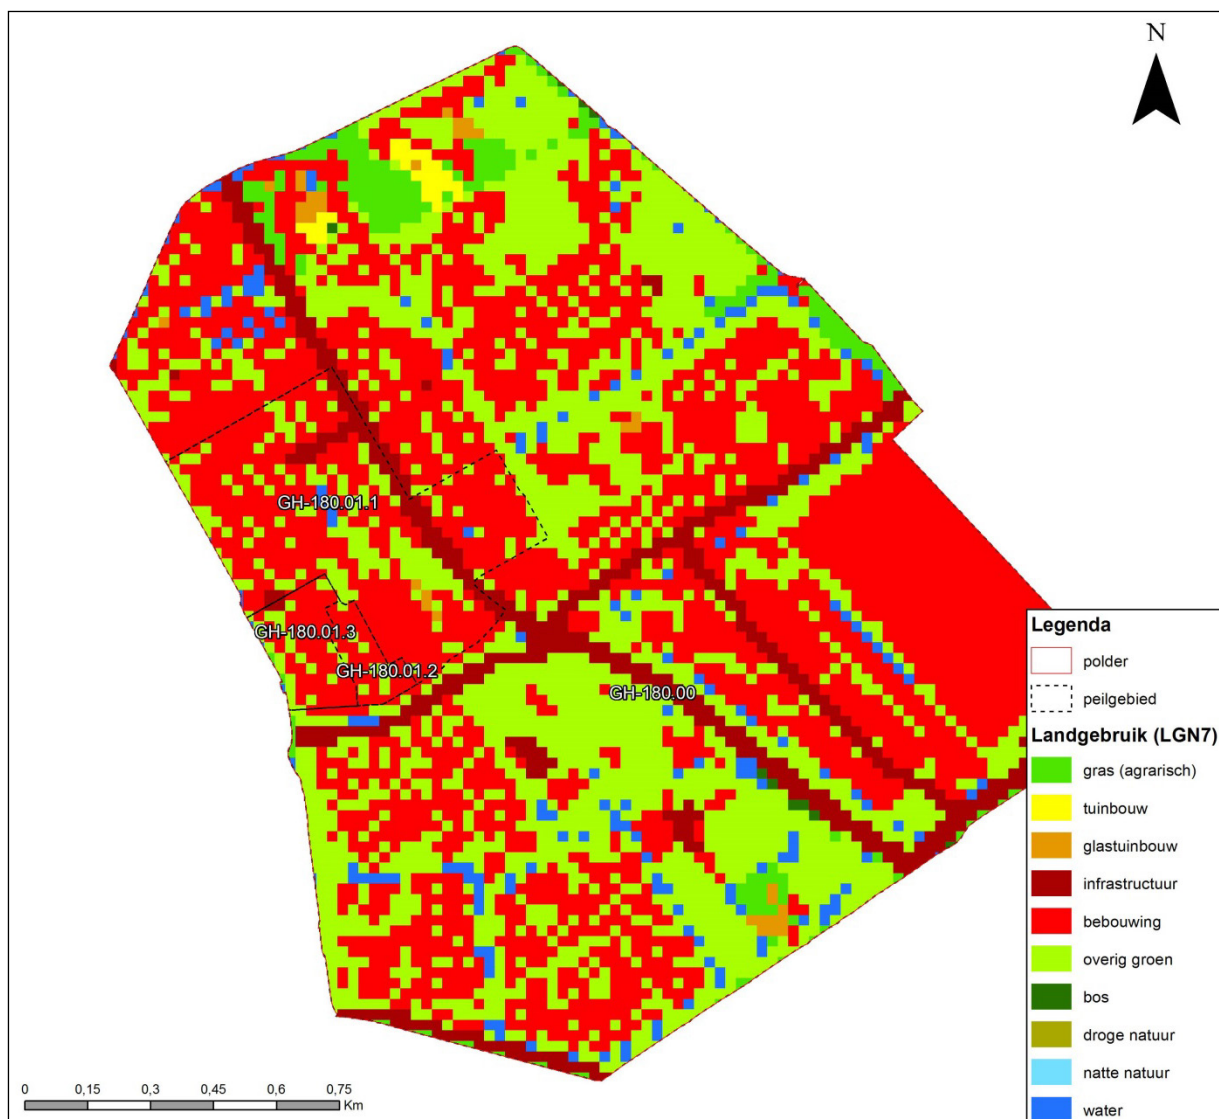 N
GH-180.01.1
GH-180.01.3
GH-180.01.2
GH-180.00
Legenda
polder
peilgebied
Landgebruik (LGN7)
gras (agrarisch)
tuinbouw
glastuinbouw
infrastructuur
bebouwing
overig groen
bos
droge natuur
natte natuur
water
0 0,15 0,3 0,45 0,6 0,75
Km